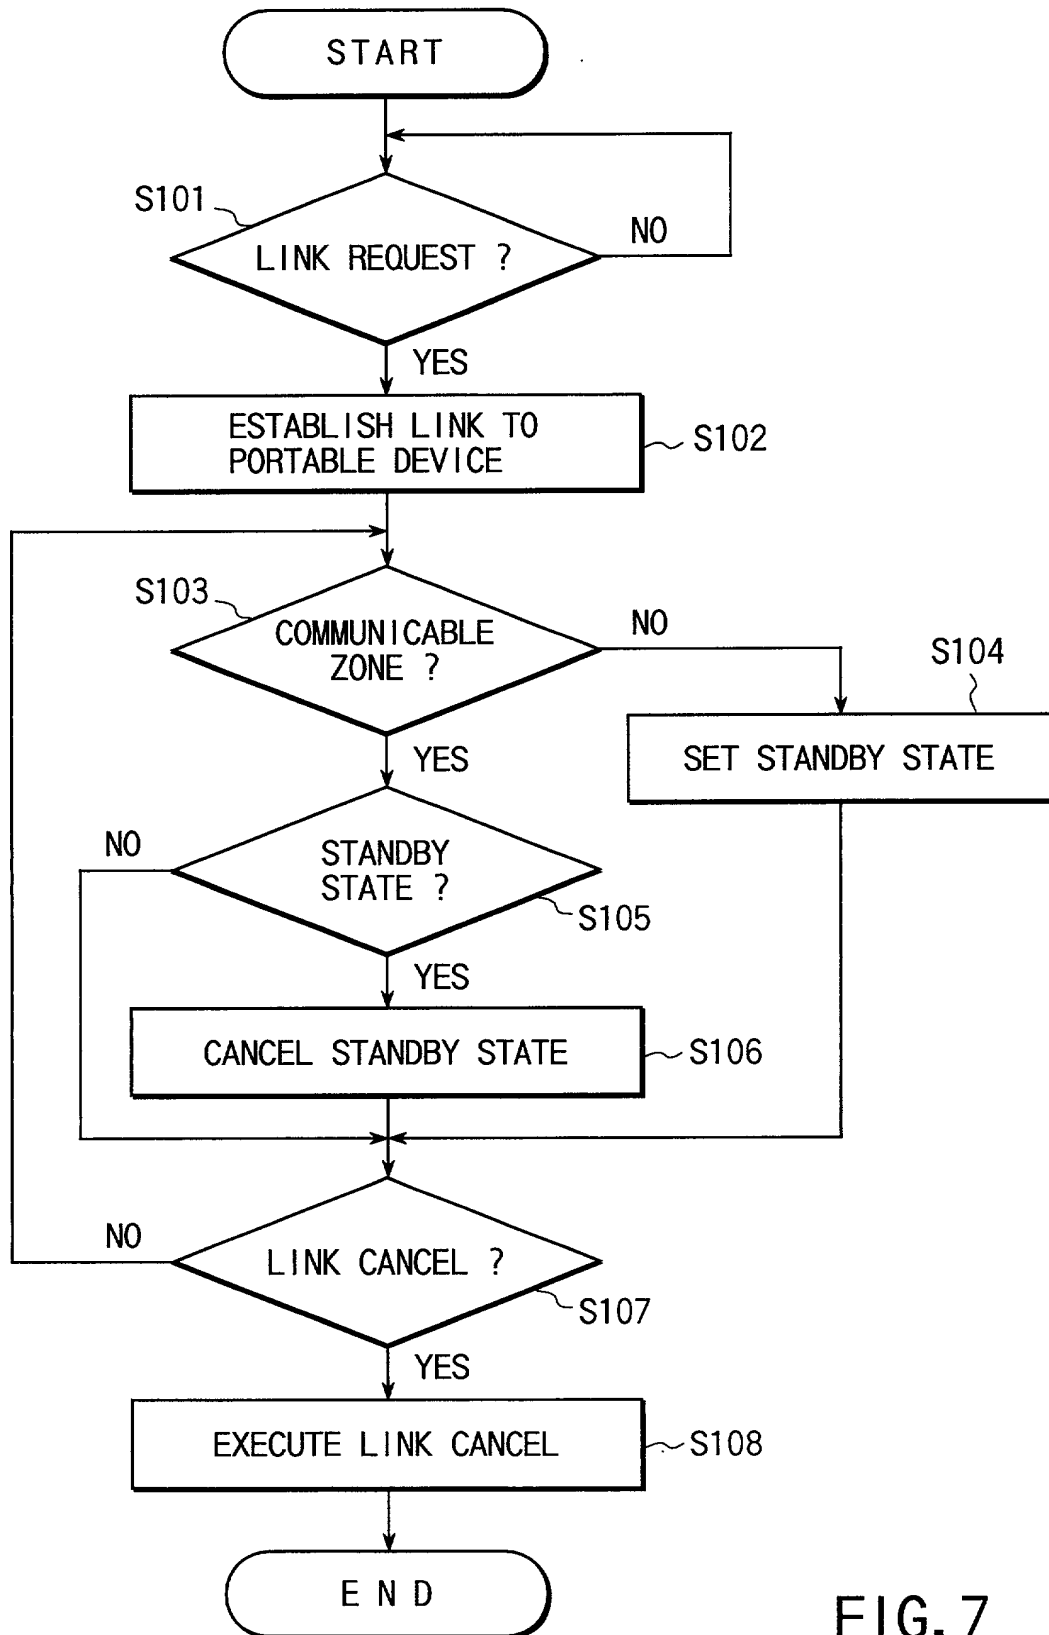 START
S101
LINK REQUEST ?
NO
YES
ESTABLISH LINK TO
PORTABLE DEVICE
S102
S103
COMMUNICABLE
ZONE ?
NO
S104
SET STANDBY STATE
YES
NO
STANDBY
STATE ?
S105
YES
CANCEL STANDBY STATE
S106
NO
LINK CANCEL ?
S107
YES
EXECUTE LINK CANCEL
S108
END
FIG. 7